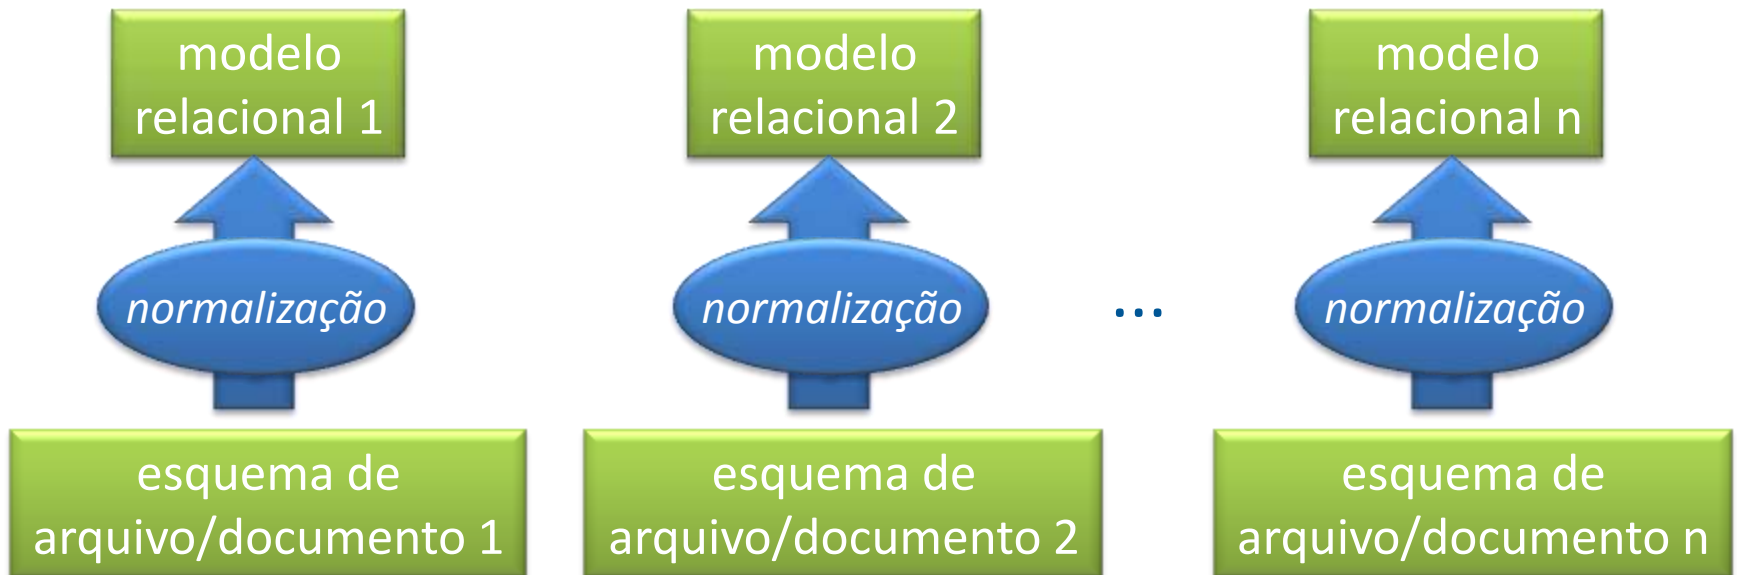 modelo
relacional 1
modelo
relacional 2
modelo
relacional n
normalização
normalização
...
normalização
esquema de
arquivo/documento 1
esquema de
arquivo/documento 2
esquema de
arquivo/documento n